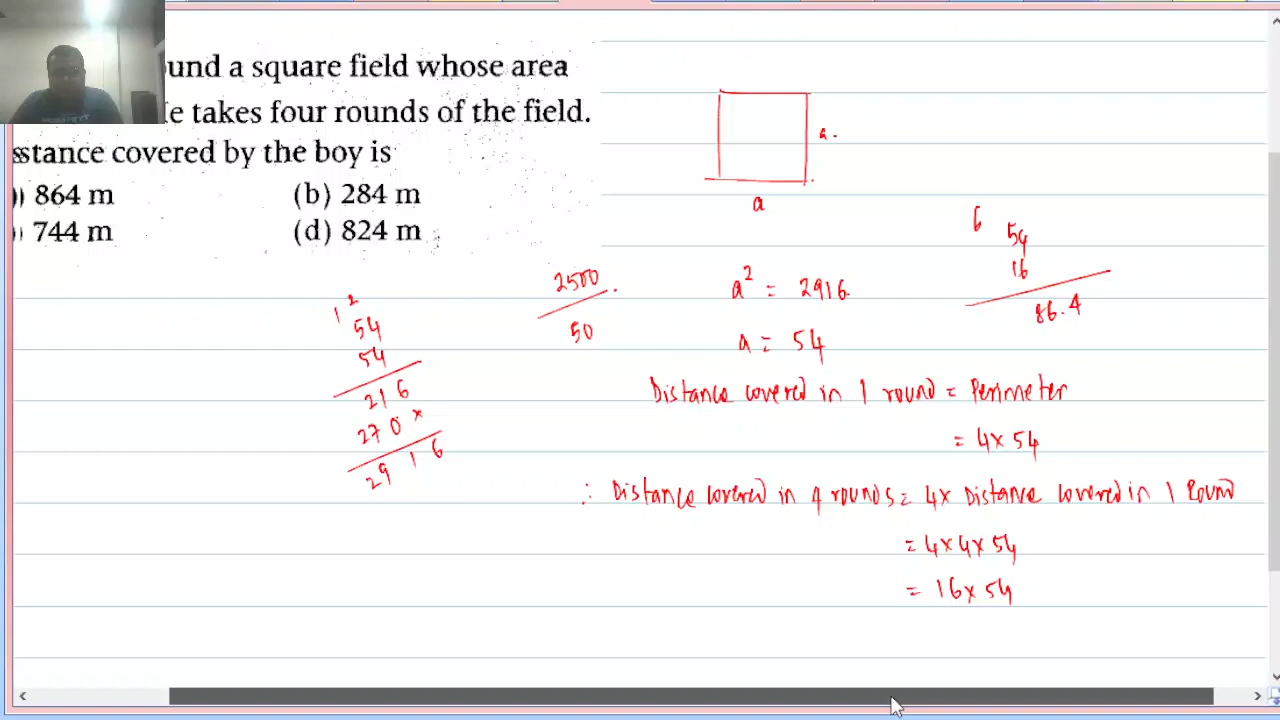 und a square field whose area
e takes four rounds of the field.
stance covered by the boy is
) 864 m (b) 284 m
) 744 m (d) 824 m
a.
a
6 54
16
86.4
2500
50
a² = 2916
a = 54
1 2
54
54
216
270×
2916
Distance covered in 1 round = Perimeter
= 4×54
∴ Distance covered in 4 rounds = 4× Distance covered in 1 Round
= 4×4×54
= 16×54